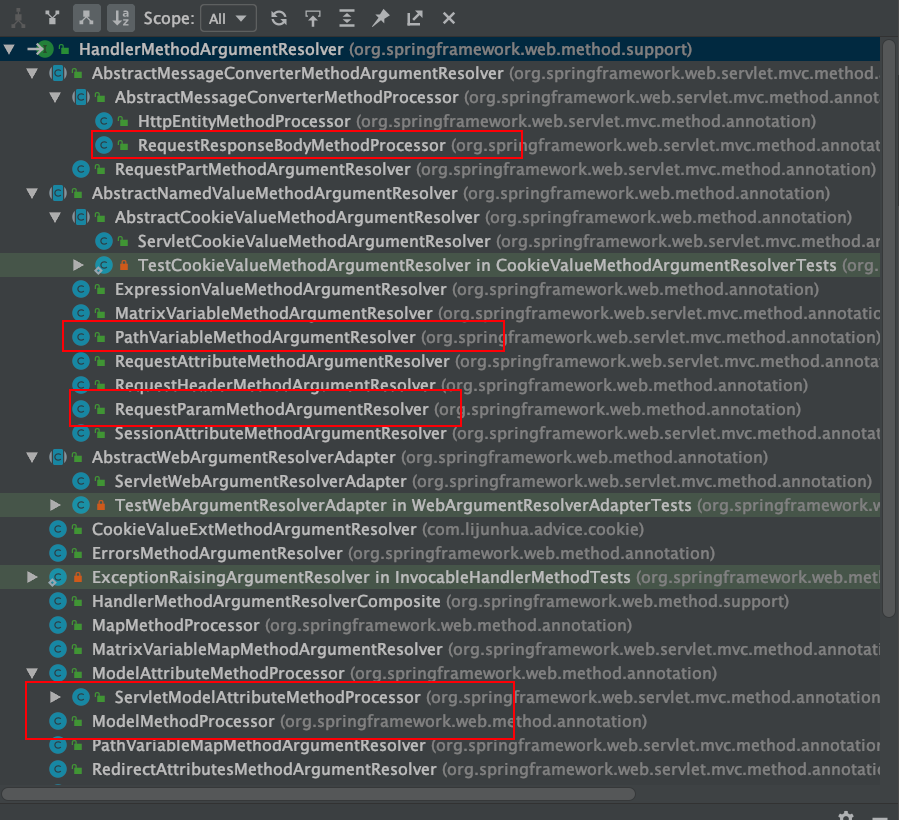 Scope: All
HandlerMethodArgumentResolver (org.springframework.web.method.support)
AbstractMessageConverterMethodArgumentResolver (org.springframework.web.servlet.mvc.method.
AbstractMessageConverterMethodProcessor (org.springframework.web.servlet.mvc.method.annot
HttpEntityMethodProcessor (org.springframework.web.servlet.mvc.method.annotation)
RequestResponseBodyMethodProcessor (org.springframework.web.servlet.mvc.method.annotat
RequestPartMethodArgumentResolver (org.springframework.web.servlet.mvc.method.annotation)
AbstractNamedValueMethodArgumentResolver (org.springframework.web.method.annotation)
AbstractCookieValueMethodArgumentResolver (org.springframework.web.method.annotation)
ServletCookieValueMethodArgumentResolver (org.springframework.web.servlet.mvc.method.ar
TestCookieValueMethodArgumentResolver in CookieValueMethodArgumentResolverTests (org.
ExpressionValueMethodArgumentResolver (org.springframework.web.method.annotation)
MatrixVariableMethodArgumentResolver (org.springframework.web.servlet.mvc.method.annotatic
PathVariableMethodArgumentResolver (org.springframework.web.servlet.mvc.method.annotation)
RequestAttributeMethodArgumentResolver (org.springframework.web.servlet.mvc.method.annota
RequestHeaderMethodArgumentResolver (org.springframework.web.method.annotation)
RequestParamMethodArgumentResolver (org.springframework.web.method.annotation)
SessionAttributeMethodArgumentResolver (org.springframework.web.servlet.mvc.method.annotat
AbstractWebArgumentResolverAdapter (org.springframework.web.method.annotation)
ServletWebArgumentResolverAdapter (org.springframework.web.servlet.mvc.method.annotation)
TestWebArgumentResolverAdapter in WebArgumentResolverAdapterTests (org.springframework.w
CookieValueExtMethodArgumentResolver (com.lijunhua.advice.cookie)
ErrorsMethodArgumentResolver (org.springframework.web.method.annotation)
ExceptionRaisingArgumentResolver in InvocableHandlerMethodTests (org.springframework.web.met
HandlerMethodArgumentResolverComposite (org.springframework.web.method.support)
MapMethodProcessor (org.springframework.web.method.annotation)
MatrixVariableMapMethodArgumentResolver (org.springframework.web.servlet.mvc.method.annotati
ModelAttributeMethodProcessor (org.springframework.web.method.annotation)
ServletModelAttributeMethodProcessor (org.springframework.web.servlet.mvc.method.annotation
ModelMethodProcessor (org.springframework.web.method.annotation)
PathVariableMapMethodArgumentResolver (org.springframework.web.servlet.mvc.method.annotation
RedirectAttributesMethodArgumentResolver (org.springframework.web.servlet.mvc.method.annotatic